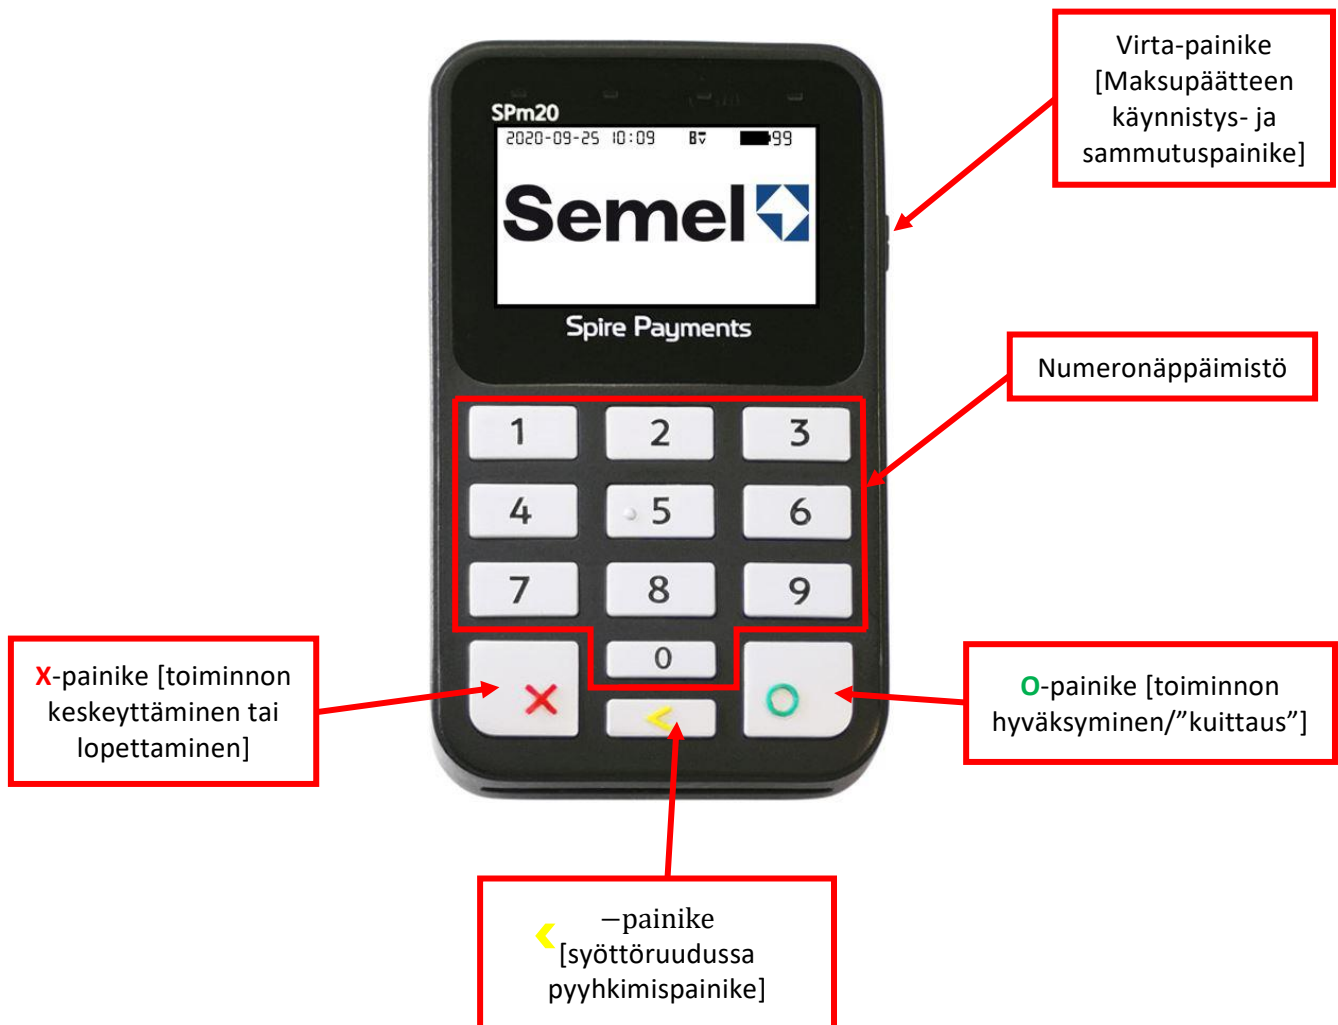 Virta-painike
[Maksupäätteen
käynnistys- ja
sammutuspainike]
SPm20
2020-09-25 10:09 99
Semel
Spire Payments
Numeronäppäimistö
1 2 3
4 5 6
7 8 9
0
X-painike [toiminnon
keskeyttäminen tai
lopettaminen]
O-painike [toiminnon
hyväksyminen/”kuittaus”]
–painike
[syöttöruudussa
pyyhkimispainike]